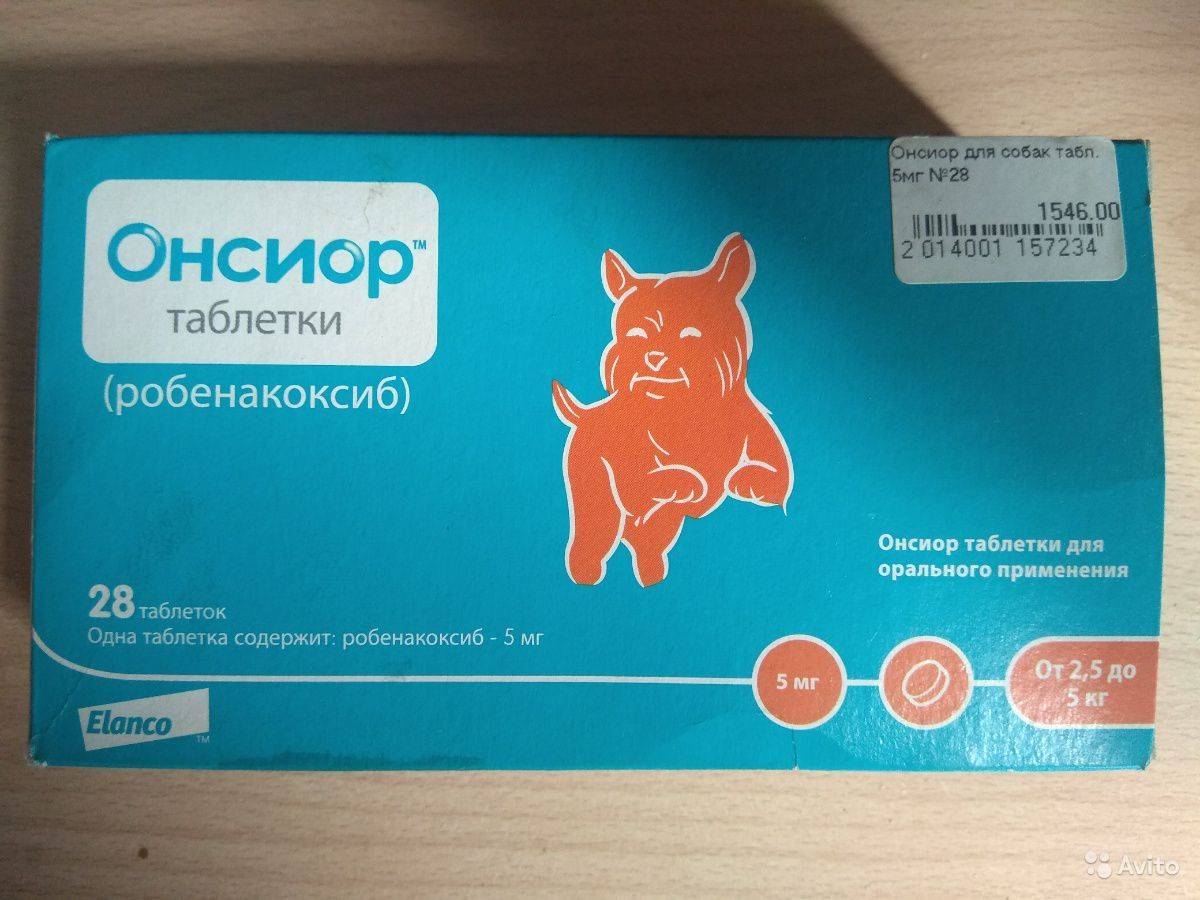 Онсиор для собак табл.
5мг №28
1546.00
2 014001 157234
Онсиор™
таблетки
(робенакоксиб)
Онсиор таблетки для
орального применения
28 таблеток
Одна таблетка содержит: робенакоксиб - 5 мг
5 мг
От 2,5 до
5 кг
Elanco™
Avito